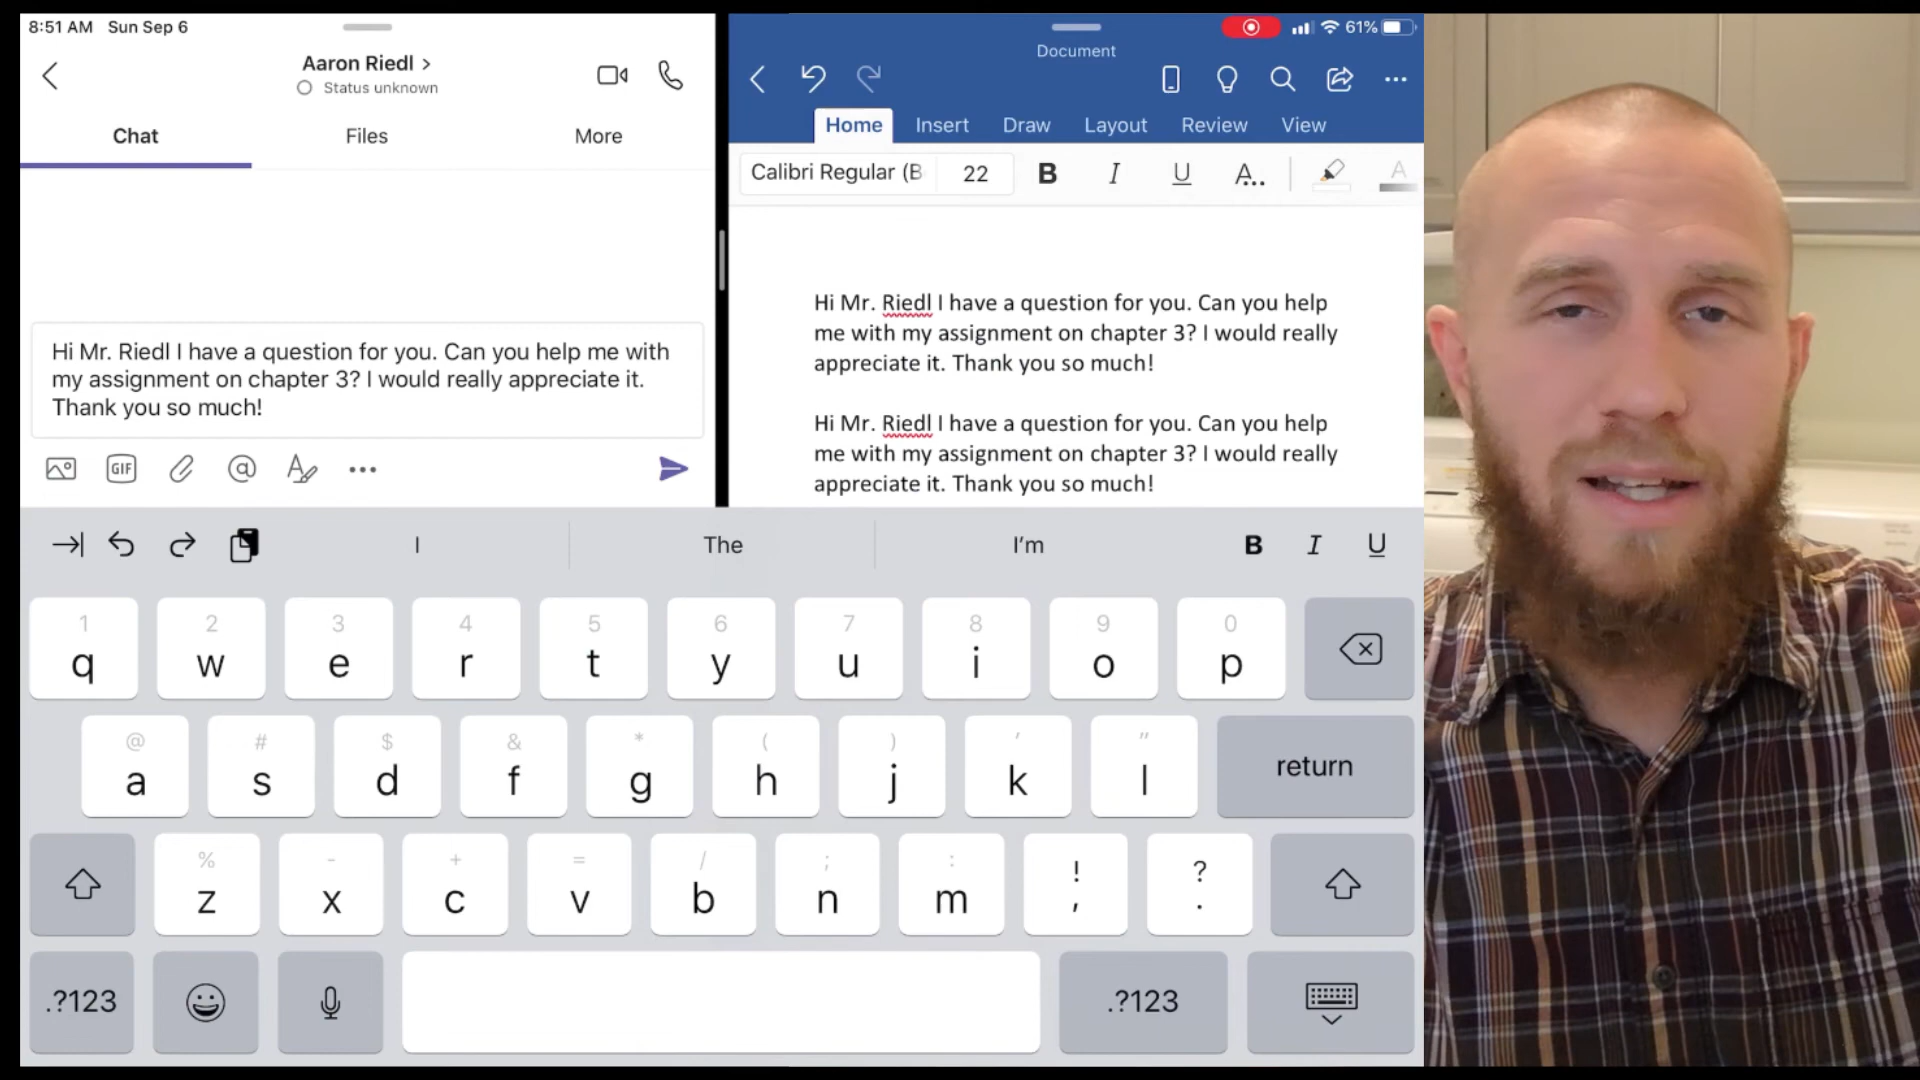 8:51 AM Sun Sep 6
61%
Aaron Riedl >
Status unknown
Chat Files More
Hi Mr. Riedl I have a question for you. Can you help me with
my assignment on chapter 3? I would really appreciate it.
Thank you so much!
GIF @
Document
Home Insert Draw Layout Review View
Calibri Regular (B 22 B I U A.. A
Hi Mr. Riedl I have a question for you. Can you help
me with my assignment on chapter 3? I would really
appreciate it. Thank you so much!
Hi Mr. Riedl I have a question for you. Can you help
me with my assignment on chapter 3? I would really
appreciate it. Thank you so much!
I The I'm B I U
1 2 3 4 5 6 7 8 9 0
q w e r t y u i o p
@ # $ & * ( ) ' "
a s d f g h j k l return
% - + = / ; : ! ?
z x c v b n m , .
.?123 .?123